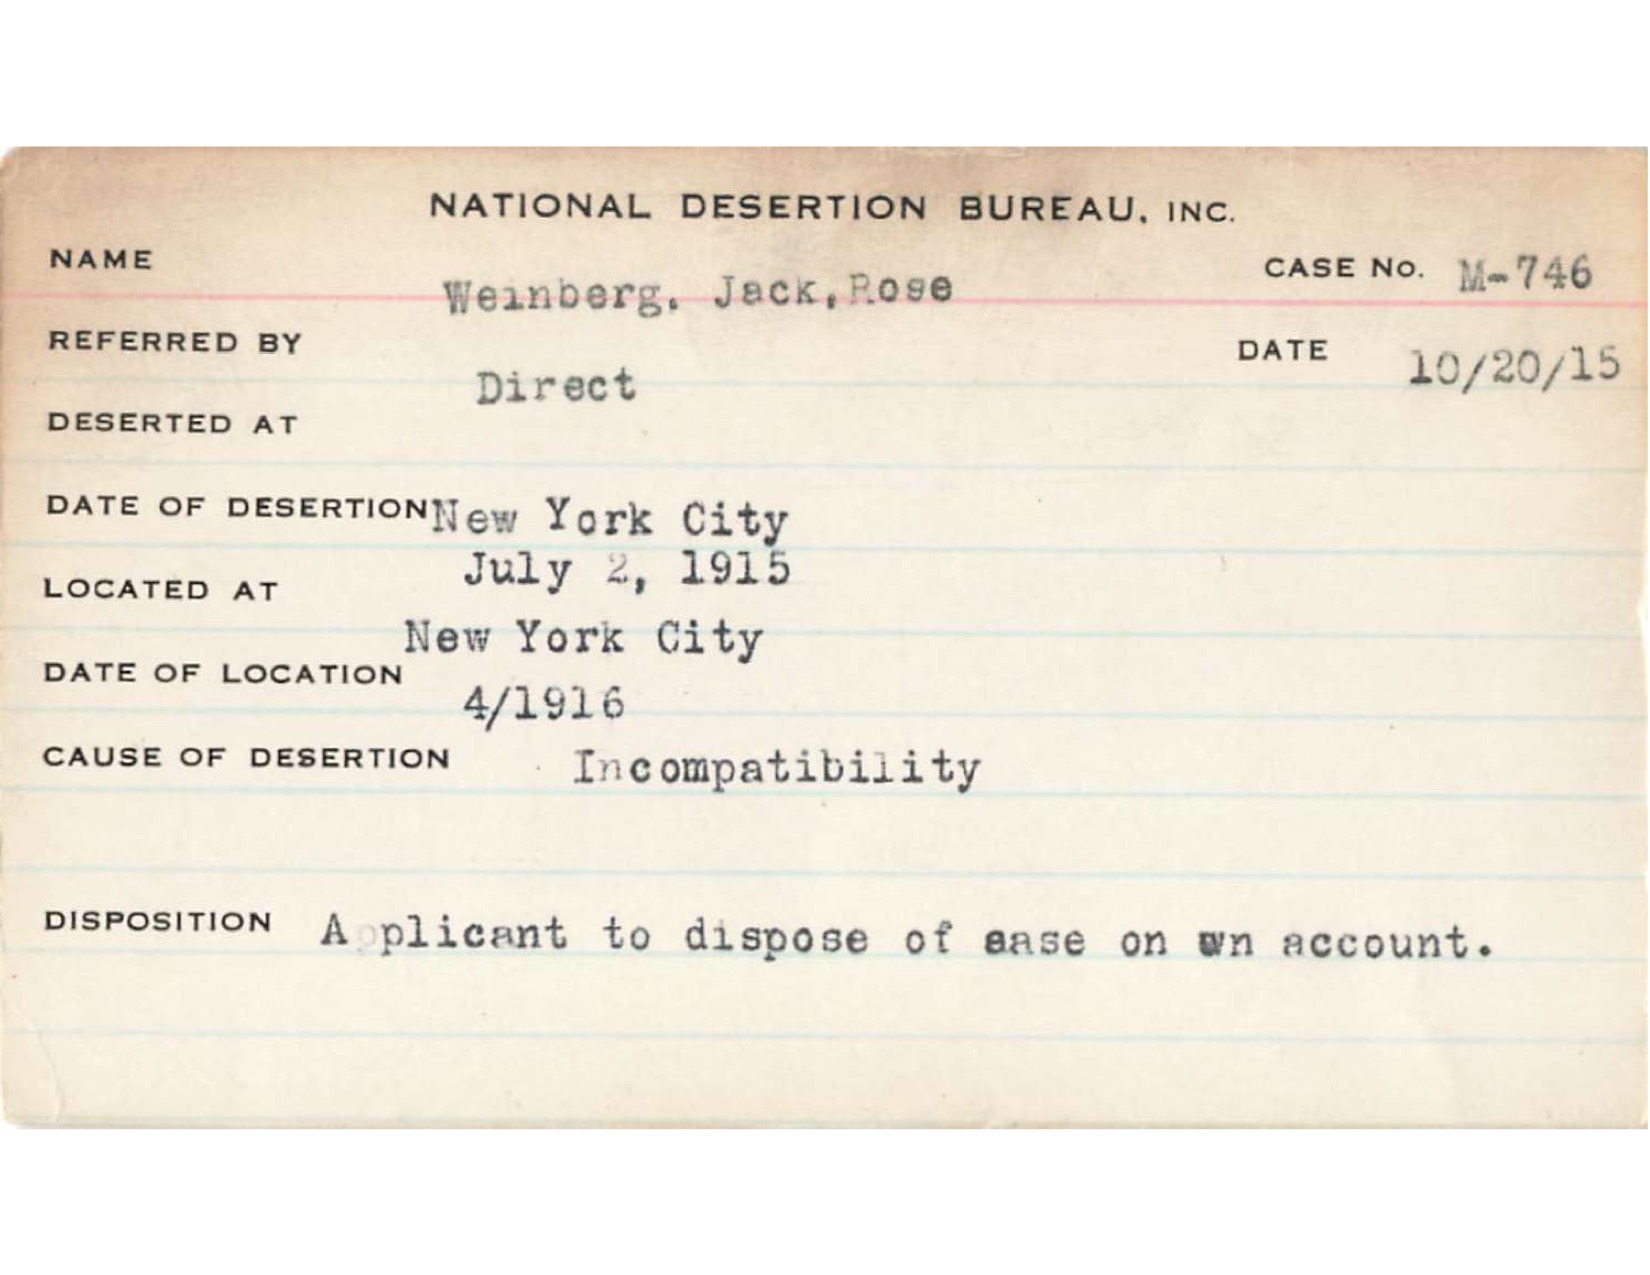 NATIONAL DESERTION BUREAU, INC.
NAME Weinberg. Jack, Rose CASE No. M-746
REFERRED BY Direct DATE 10/20/15
DESERTED AT
DATE OF DESERTION New York City
July 2, 1915
LOCATED AT
New York City
DATE OF LOCATION
4/1916
CAUSE OF DESERTION Incompatibility
DISPOSITION Applicant to dispose of case on own account.